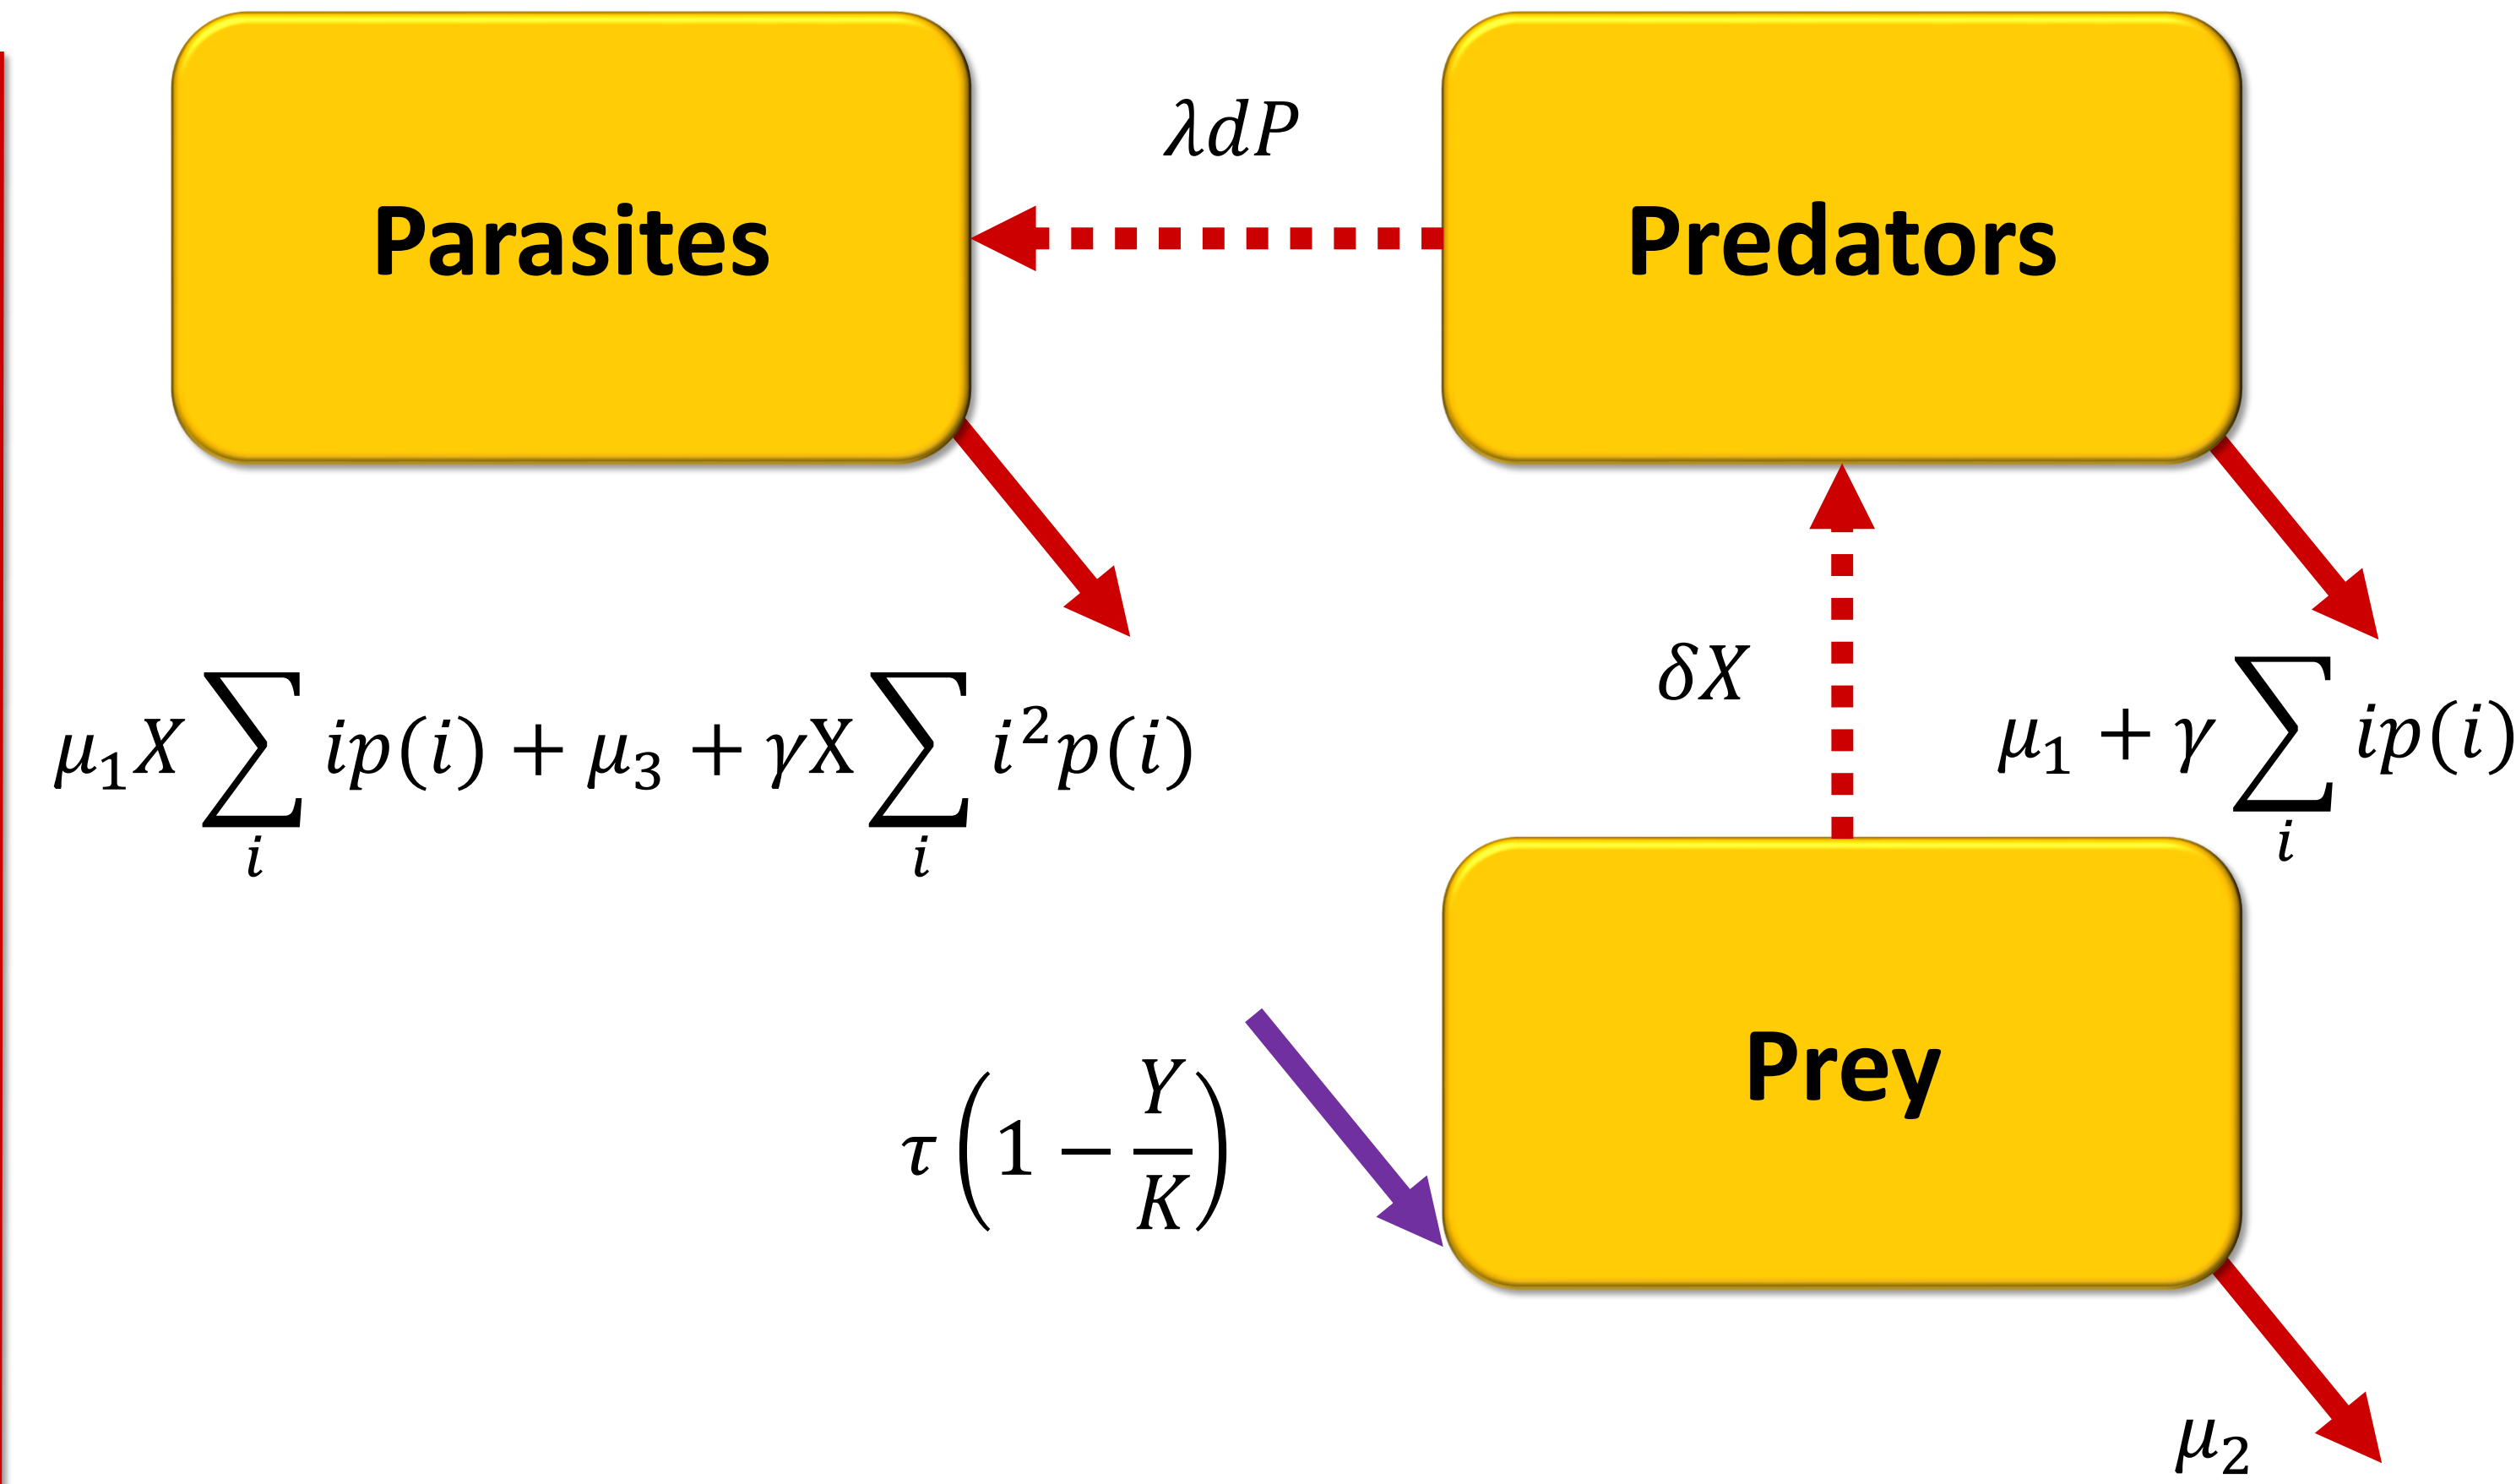 Parasites
λdP
Predators
μ₁X∑ᵢ ip(i) + μ₃ + γX∑ᵢ i²p(i)
δX
μ₁ + γ∑ᵢ ip(i)
τ(1 − Y/K)
Prey
μ₂